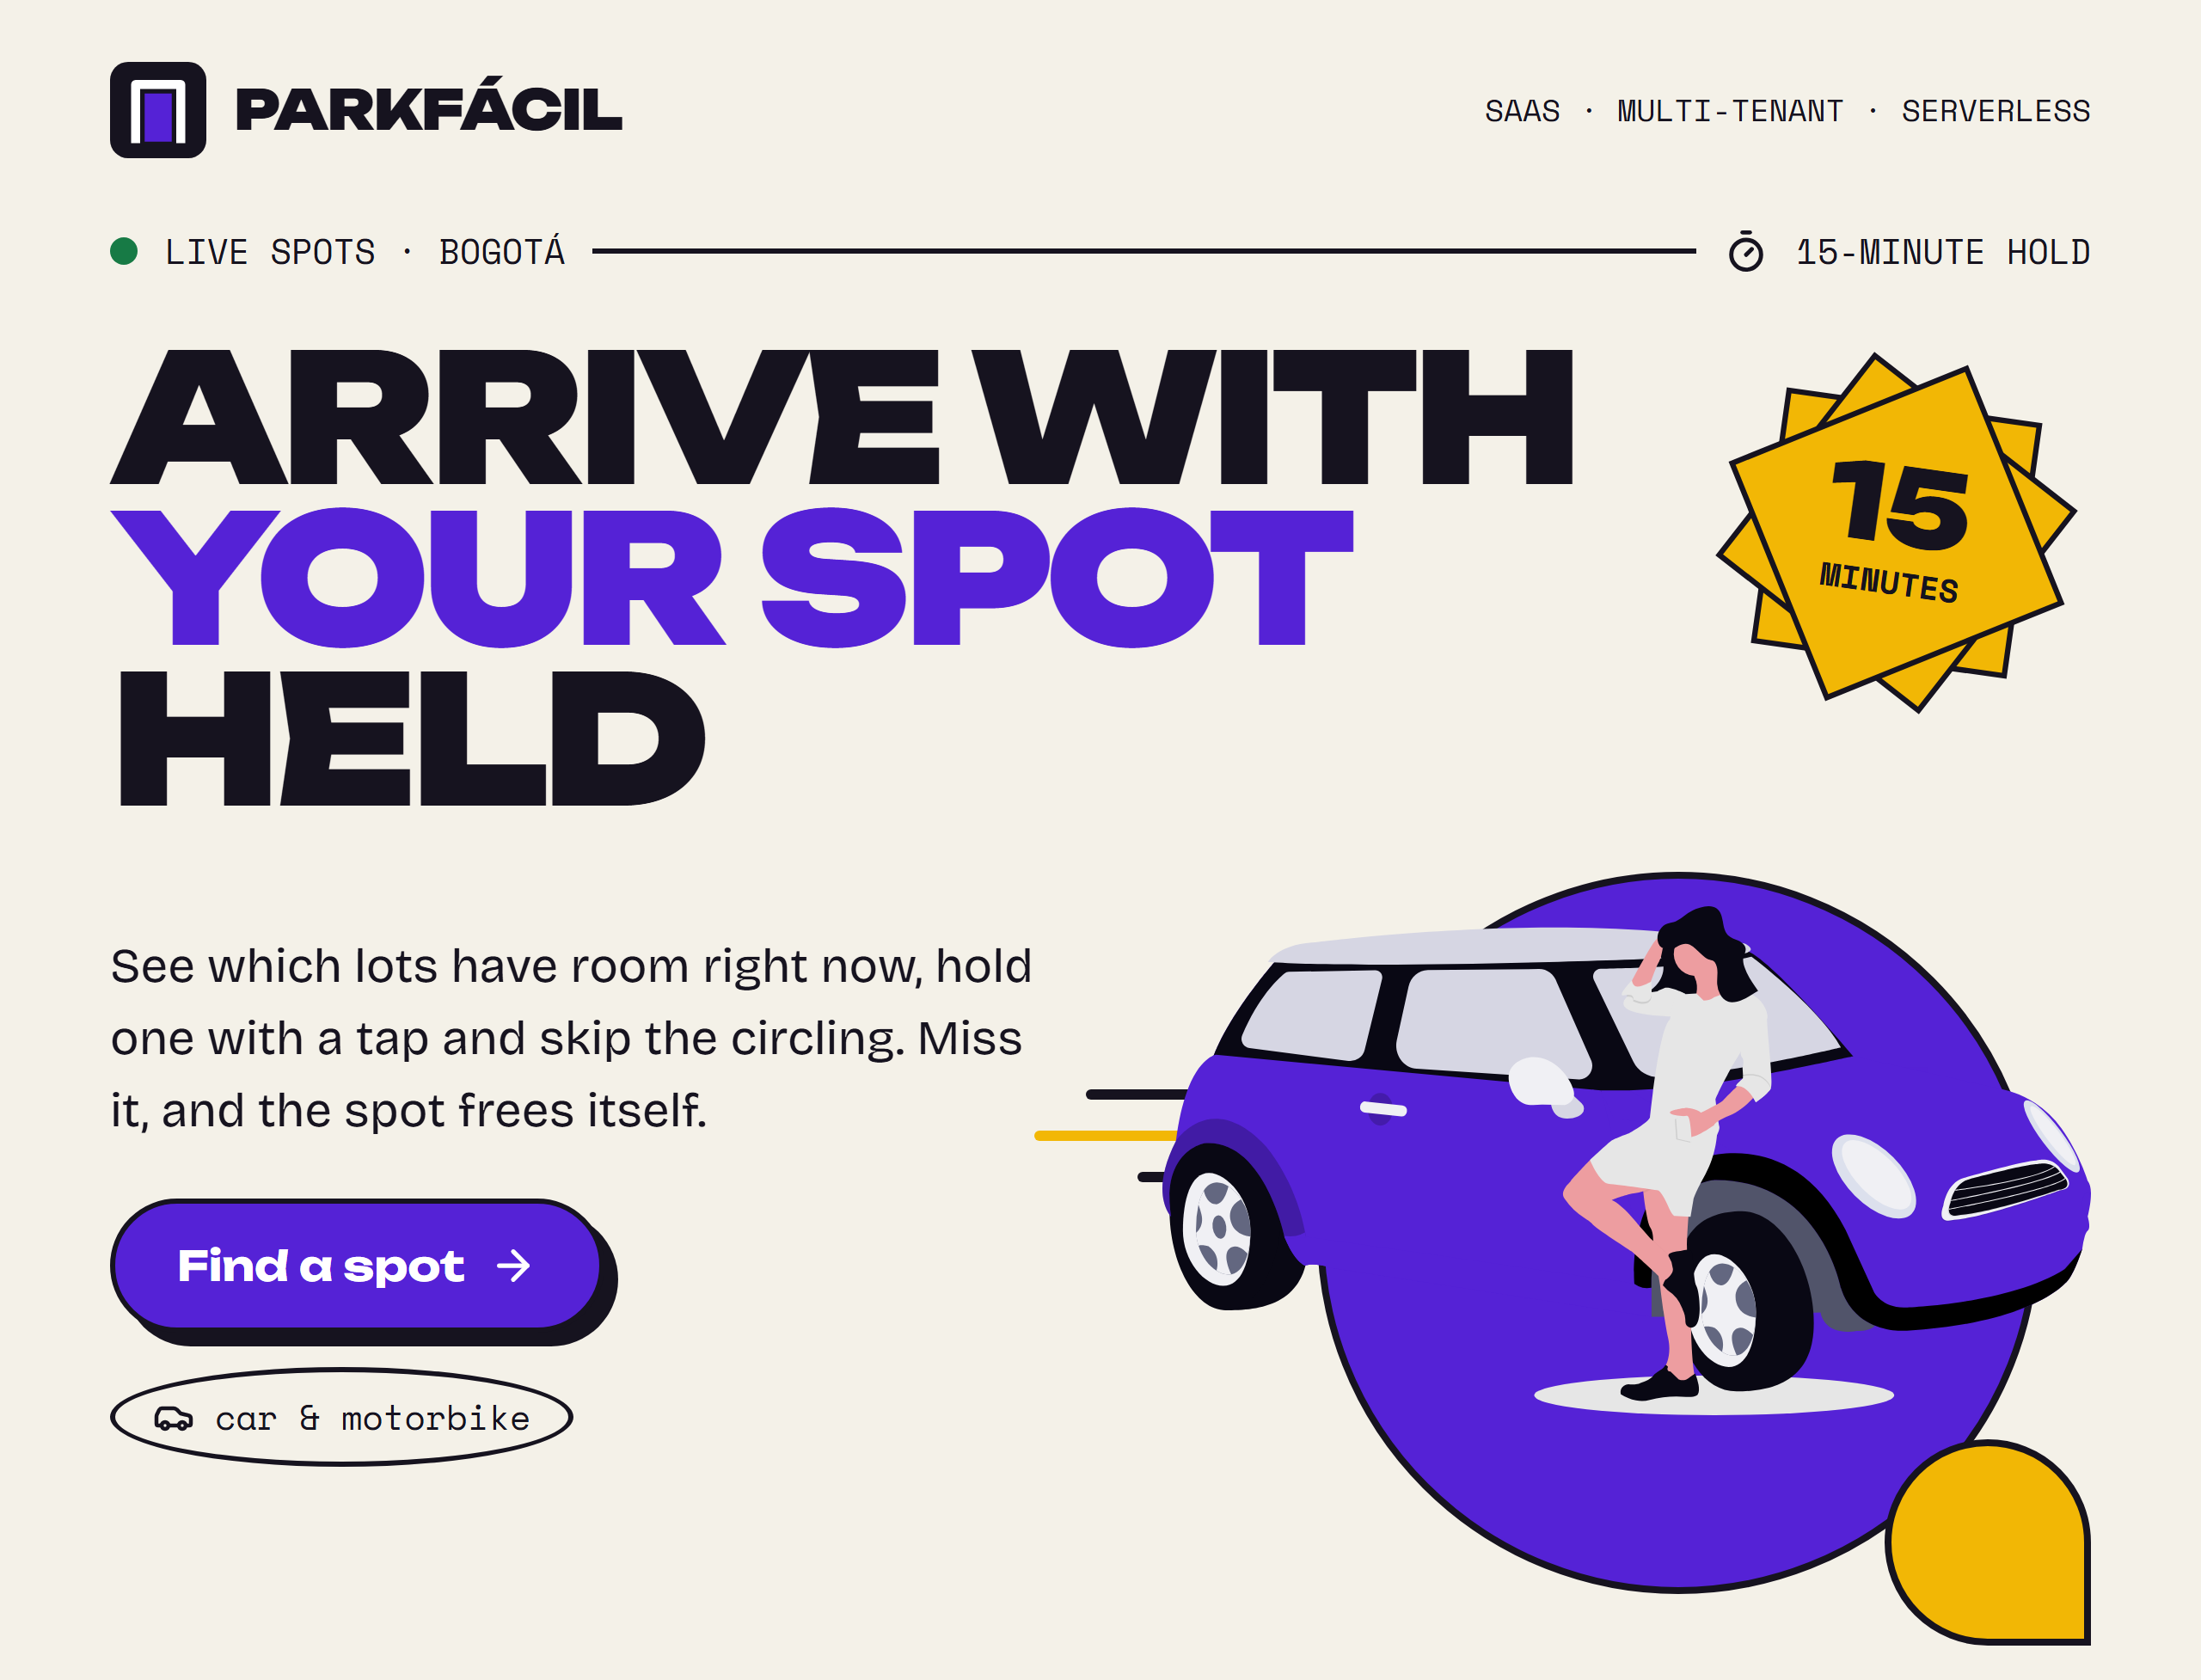 PARKFÁCIL
SAAS · MULTI-TENANT · SERVERLESS
LIVE SPOTS · BOGOTÁ
15-MINUTE HOLD
ARRIVE WITH
YOUR SPOT
HELD
15
MINUTES
See which lots have room right now, hold
one with a tap and skip the circling. Miss
it, and the spot frees itself.
Find a spot →
car & motorbike